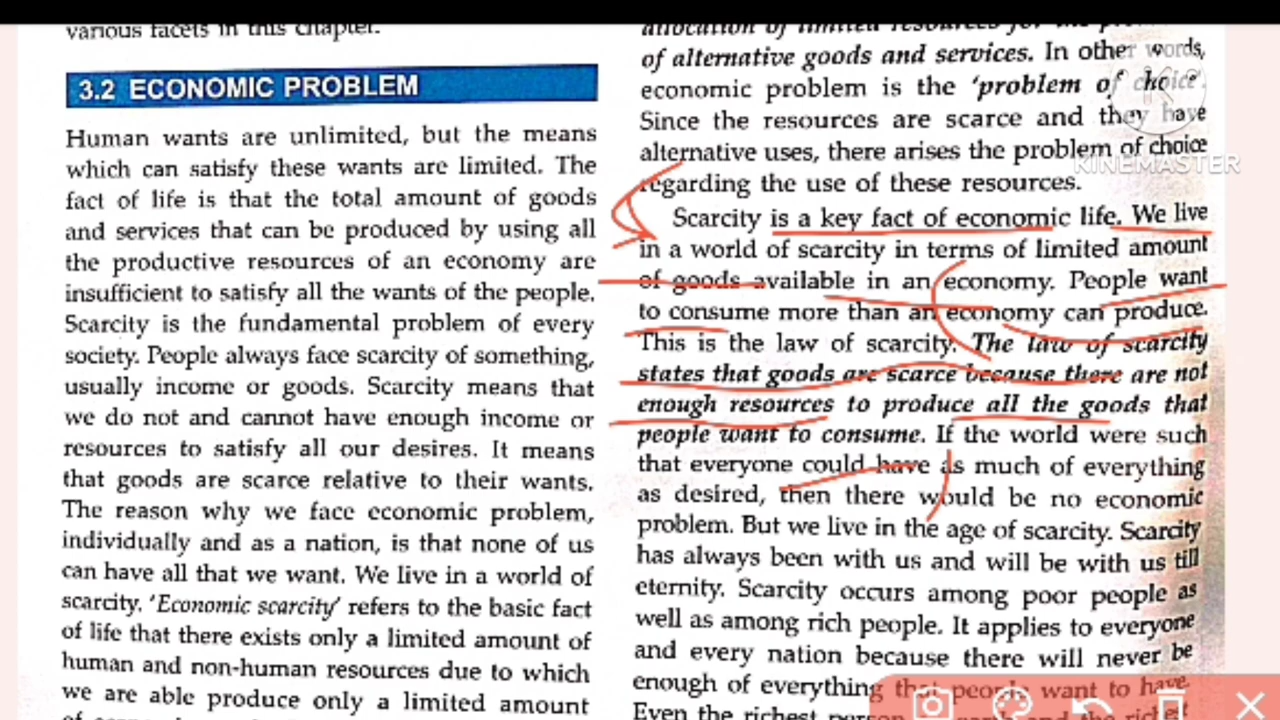 various facets in this chapter.
3.2 ECONOMIC PROBLEM
Human wants are unlimited, but the means
which can satisfy these wants are limited. The
fact of life is that the total amount of goods
and services that can be produced by using all
the productive resources of an economy are
insufficient to satisfy all the wants of the people.
Scarcity is the fundamental problem of every
society. People always face scarcity of something,
usually income or goods. Scarcity means that
we do not and cannot have enough income or
resources to satisfy all our desires. It means
that goods are scarce relative to their wants.
The reason why we face economic problem,
individually and as a nation, is that none of us
can have all that we want. We live in a world of
scarcity. 'Economic scarcity' refers to the basic fact
of life that there exists only a limited amount of
human and non-human resources due to which
we are able produce only a limited amount
allocation of limited resources for the
of alternative goods and services. In other words,
economic problem is the 'problem of choice'.
Since the resources are scarce and they have
alternative uses, there arises the problem of choice
regarding the use of these resources.
Scarcity is a key fact of economic life. We live
in a world of scarcity in terms of limited amount
of goods available in an economy. People want
to consume more than an economy can produce.
This is the law of scarcity. The law of scarcity
states that goods are scarce because there are not
enough resources to produce all the goods that
people want to consume. If the world were such
that everyone could have as much of everything
as desired, then there would be no economic
problem. But we live in the age of scarcity. Scarcity
has always been with us and will be with us till
eternity. Scarcity occurs among poor people as
well as among rich people. It applies to everyone
and every nation because there will never be
enough of everything that people want to have.
Even the richest person
KINEMASTER